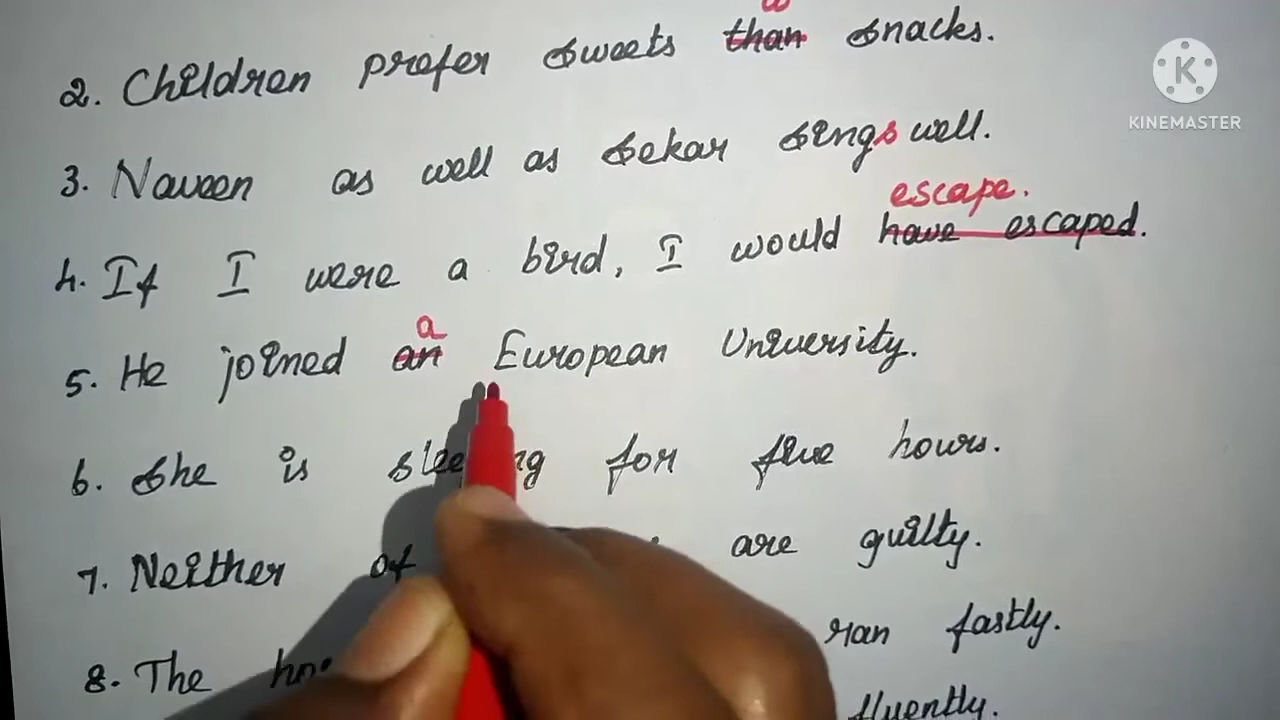 2. Children prefer sweets than snacks.
KINEMASTER
3. Naveen as well as Sekar sings well.
escape.
4. If I were a bird, I would have escaped.
a
5. He joined an European University.
6. She is sleeping for five hours.
7. Neither of are guilty.
8. The ran fastly.
fluently.